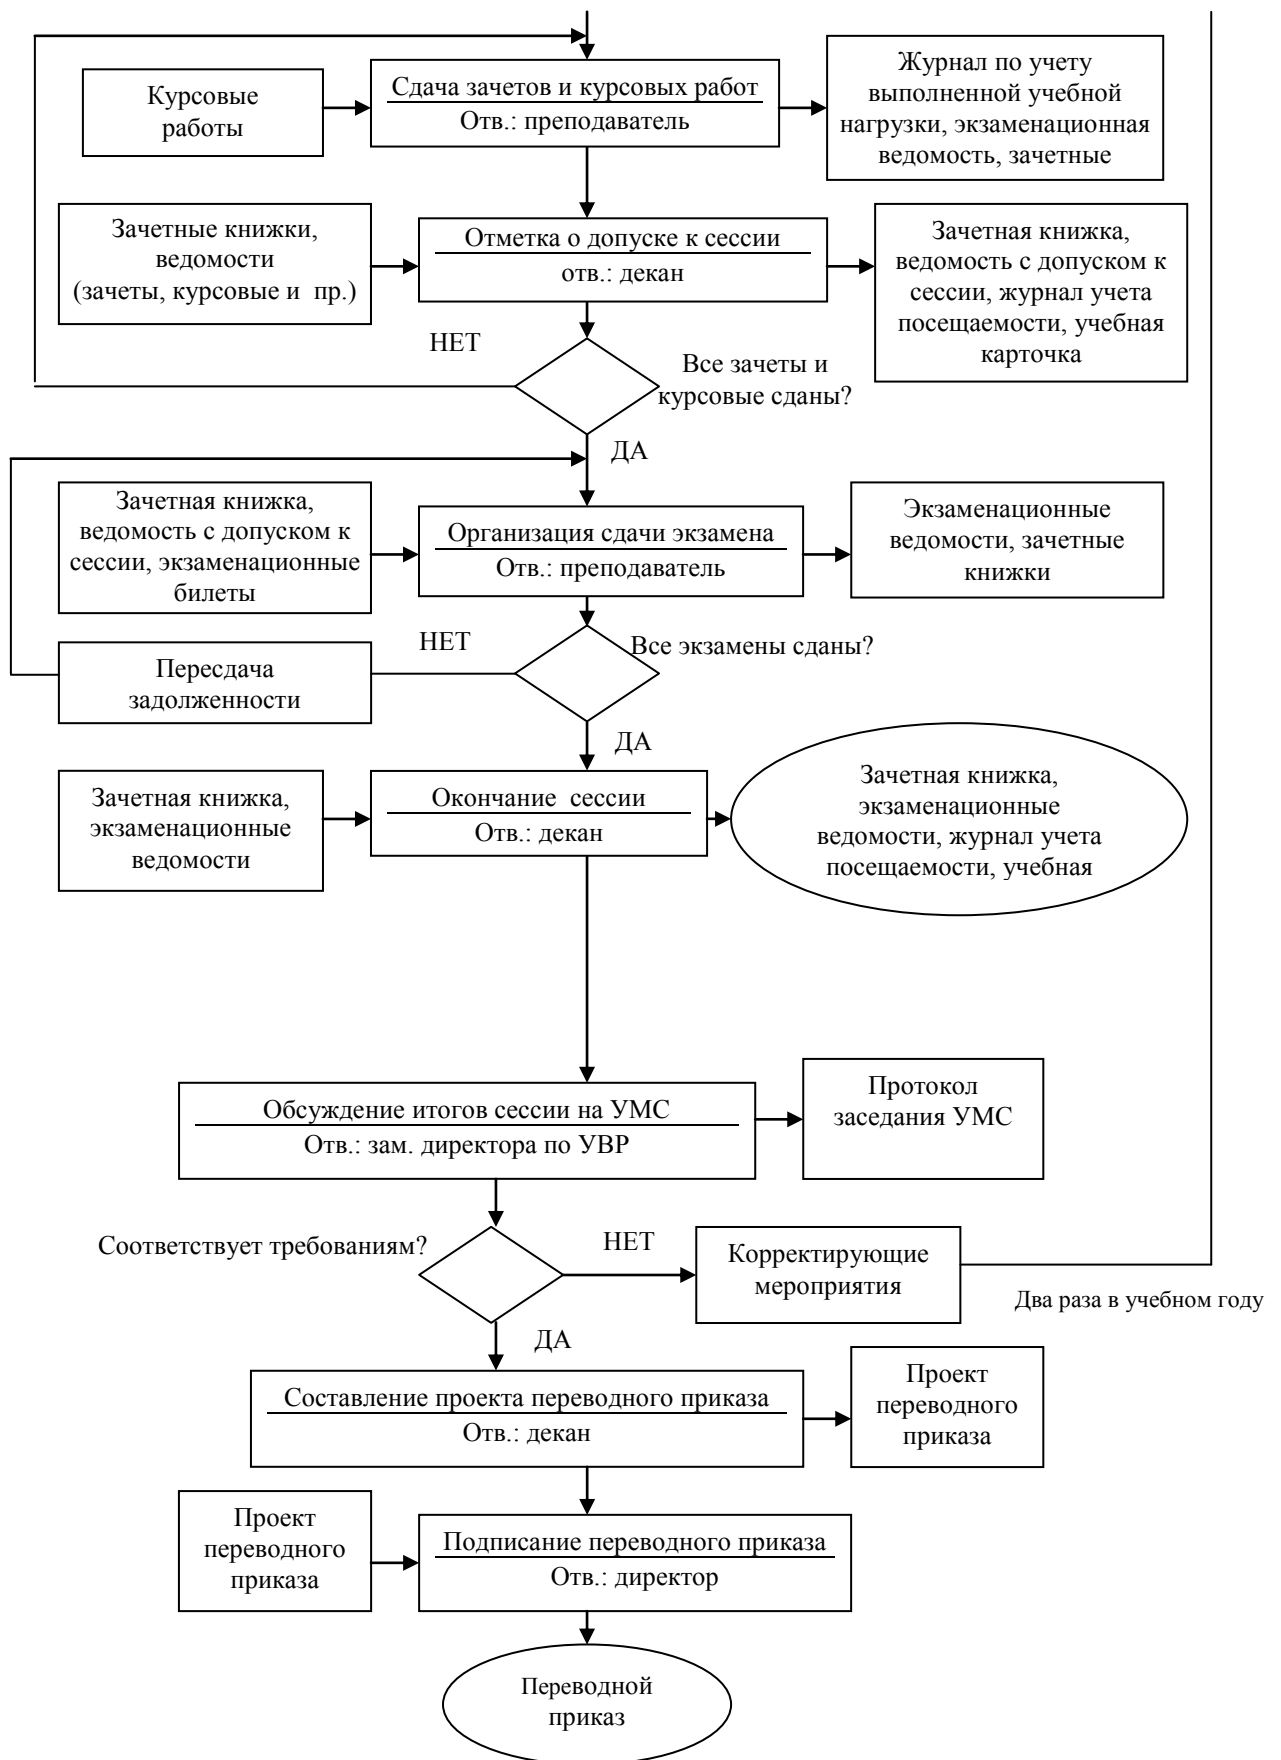 Курсовые
работы
Сдача зачетов и курсовых работ
Отв.: преподаватель
Журнал по учету
выполненной учебной
нагрузки, экзаменационная
ведомость, зачетные
Зачетные книжки,
ведомости
(зачеты, курсовые и пр.)
Отметка о допуске к сессии
отв.: декан
Зачетная книжка,
ведомость с допуском к
сессии, журнал учета
посещаемости, учебная
карточка
НЕТ
Все зачеты и
курсовые сданы?
ДА
Зачетная книжка,
ведомость с допуском к
сессии, экзаменационные
билеты
Организация сдачи экзамена
Отв.: преподаватель
Экзаменационные
ведомости, зачетные
книжки
НЕТ
Все экзамены сданы?
Пересдача
задолженности
ДА
Зачетная книжка,
экзаменационные
ведомости
Окончание сессии
Отв.: декан
Зачетная книжка,
экзаменационные
ведомости, журнал учета
посещаемости, учебная
Обсуждение итогов сессии на УМС
Отв.: зам. директора по УВР
Протокол
заседания УМС
Соответствует требованиям?
НЕТ
Корректирующие
мероприятия
Два раза в учебном году
ДА
Составление проекта переводного приказа
Отв.: декан
Проект
переводного
приказа
Проект
переводного
приказа
Подписание переводного приказа
Отв.: директор
Переводной
приказ